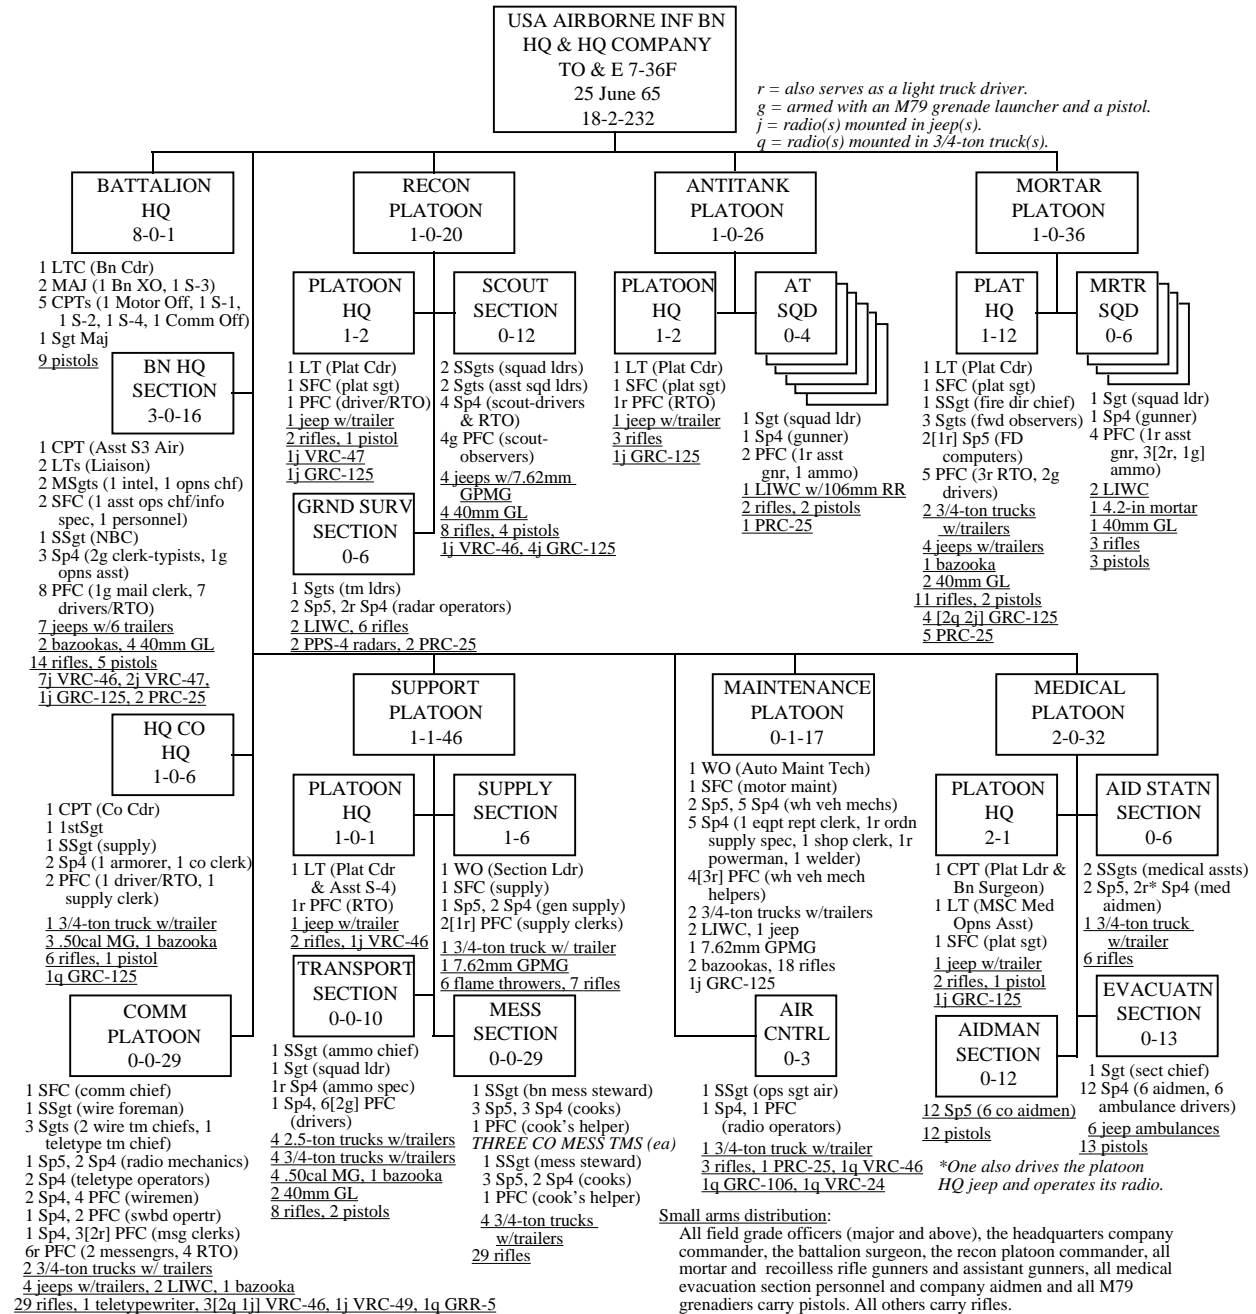 USA AIRBORNE INF BN
HQ & HQ COMPANY
TO & E 7-36F
25 June 65
18-2-232
r = also serves as a light truck driver.
g = armed with an M79 grenade launcher and a pistol.
j = radio(s) mounted in jeep(s).
q = radio(s) mounted in 3/4-ton truck(s).
BATTALION
HQ
8-0-1
1 LTC (Bn Cdr)
2 MAJ (1 Bn XO, 1 S-3)
5 CPTs (1 Motor Off, 1 S-1,
1 S-2, 1 S-4, 1 Comm Off)
1 Sgt Maj
9 pistols
BN HQ
SECTION
3-0-16
1 CPT (Asst S3 Air)
2 LTs (Liaison)
2 MSgts (1 intel, 1 opns chf)
2 SFC (1 asst ops chf/info
spec, 1 personnel)
1 SSgt (NBC)
3 Sp4 (2g clerk-typists, 1g
opns asst)
8 PFC (1g mail clerk, 7
drivers/RTO)
7 jeeps w/6 trailers
2 bazookas, 4 40mm GL
14 rifles, 5 pistols
7j VRC-46, 2j VRC-47,
1j GRC-125, 2 PRC-25
HQ CO
HQ
1-0-6
1 CPT (Co Cdr)
1 1stSgt
1 SSgt (supply)
2 Sp4 (1 armorer, 1 co clerk)
2 PFC (1 driver/RTO, 1
supply clerk)
1 3/4-ton truck w/trailer
3 .50cal MG, 1 bazooka
6 rifles, 1 pistol
1q GRC-125
COMM
PLATOON
0-0-29
1 SFC (comm chief)
1 SSgt (wire foreman)
3 Sgts (2 wire tm chiefs, 1
teletype tm chief)
1 Sp5, 2 Sp4 (radio mechanics)
2 Sp4 (teletype operators)
2 Sp4, 4 PFC (wiremen)
1 Sp4, 2 PFC (swbd opertr)
1 Sp4, 3[2r] PFC (msg clerks)
6r PFC (2 messengrs, 4 RTO)
2 3/4-ton trucks w/ trailers
4 jeeps w/trailers, 2 LIWC, 1 bazooka
29 rifles, 1 teletypewriter, 3[2q 1j] VRC-46, 1j VRC-49, 1q GRR-5
RECON
PLATOON
1-0-20
PLATOON
HQ
1-2
1 LT (Plat Cdr)
1 SFC (plat sgt)
1 PFC (driver/RTO)
1 jeep w/trailer
2 rifles, 1 pistol
1j VRC-47
1j GRC-125
SCOUT
SECTION
0-12
2 SSgts (squad ldrs)
2 Sgts (asst sqd ldrs)
4 Sp4 (scout-drivers
& RTO)
4g PFC (scout-
observers)
4 jeeps w/7.62mm
GPMG
4 40mm GL
8 rifles, 4 pistols
1j VRC-46, 4j GRC-125
GRND SURV
SECTION
0-6
1 Sgts (tm ldrs)
2 Sp5, 2r Sp4 (radar operators)
2 LIWC, 6 rifles
2 PPS-4 radars, 2 PRC-25
ANTITANK
PLATOON
1-0-26
PLATOON
HQ
1-2
1 LT (Plat Cdr)
1 SFC (plat sgt)
1r PFC (RTO)
1 jeep w/trailer
3 rifles
1j GRC-125
AT
SQD
0-4
1 Sgt (squad ldr)
1 Sp4 (gunner)
2 PFC (1r asst
gnr, 1 ammo)
1 LIWC w/106mm RR
2 rifles, 2 pistols
1 PRC-25
MORTAR
PLATOON
1-0-36
PLAT
HQ
1-12
1 LT (Plat Cdr)
1 SFC (plat sgt)
1 SSgt (fire dir chief)
3 Sgts (fwd observers)
2[1r] Sp5 (FD
computers)
5 PFC (3r RTO, 2g
drivers)
2 3/4-ton trucks
w/trailers
4 jeeps w/trailers
1 bazooka
2 40mm GL
11 rifles, 2 pistols
4 [2q 2j] GRC-125
5 PRC-25
MRTR
SQD
0-6
1 Sgt (squad ldr)
1 Sp4 (gunner)
4 PFC (1r asst
gnr, 3[2r, 1g]
ammo)
2 LIWC
1 4.2-in mortar
1 40mm GL
3 rifles
3 pistols
SUPPORT
PLATOON
1-1-46
PLATOON
HQ
1-0-1
1 LT (Plat Cdr
& Asst S-4)
1r PFC (RTO)
1 jeep w/trailer
2 rifles, 1j VRC-46
SUPPLY
SECTION
1-6
1 WO (Section Ldr)
1 SFC (supply)
1 Sp5, 2 Sp4 (gen supply)
2[1r] PFC (supply clerks)
1 3/4-ton truck w/ trailer
1 7.62mm GPMG
6 flame throwers, 7 rifles
TRANSPORT
SECTION
0-0-10
1 SSgt (ammo chief)
1 Sgt (squad ldr)
1r Sp4 (ammo spec)
1 Sp4, 6[2g] PFC
(drivers)
4 2.5-ton trucks w/trailers
4 3/4-ton trucks w/trailers
4 .50cal MG, 1 bazooka
2 40mm GL
8 rifles, 2 pistols
MESS
SECTION
0-0-29
1 SSgt (bn mess steward)
3 Sp5, 3 Sp4 (cooks)
1 PFC (cook's helper)
THREE CO MESS TMS (ea)
1 SSgt (mess steward)
3 Sp5, 2 Sp4 (cooks)
1 PFC (cook's helper)
4 3/4-ton trucks
w/trailers
29 rifles
MAINTENANCE
PLATOON
0-1-17
1 WO (Auto Maint Tech)
1 SFC (motor maint)
2 Sp5, 5 Sp4 (wh veh mechs)
5 Sp4 (1 eqpt rept clerk, 1r ordn
supply spec, 1 shop clerk, 1r
powerman, 1 welder)
4[3r] PFC (wh veh mech
helpers)
2 3/4-ton trucks w/trailers
2 LIWC, 1 jeep
1 7.62mm GPMG
2 bazookas, 18 rifles
1j GRC-125
AIR
CNTRL
0-3
1 SSgt (ops sgt air)
1 Sp4, 1 PFC
(radio operators)
1 3/4-ton truck w/trailer
3 rifles, 1 PRC-25, 1q VRC-46
1q GRC-106, 1q VRC-24
MEDICAL
PLATOON
2-0-32
PLATOON
HQ
2-1
1 CPT (Plat Ldr &
Bn Surgeon)
1 LT (MSC Med
Opns Asst)
1 SFC (plat sgt)
1 jeep w/trailer
2 rifles, 1 pistol
1j GRC-125
AID STATN
SECTION
0-6
2 SSgts (medical assts)
2 Sp5, 2r* Sp4 (med
aidmen)
1 3/4-ton truck
w/trailer
6 rifles
AIDMAN
SECTION
0-12
12 Sp5 (6 co aidmen)
12 pistols
EVACUATN
SECTION
0-13
1 Sgt (sect chief)
12 Sp4 (6 aidmen, 6
ambulance drivers)
6 jeep ambulances
13 pistols
*One also drives the platoon
HQ jeep and operates its radio.
Small arms distribution:
All field grade officers (major and above), the headquarters company
commander, the battalion surgeon, the recon platoon commander, all
mortar and recoilless rifle gunners and assistant gunners, all medical
evacuation section personnel and company aidmen and all M79
grenadiers carry pistols. All others carry rifles.